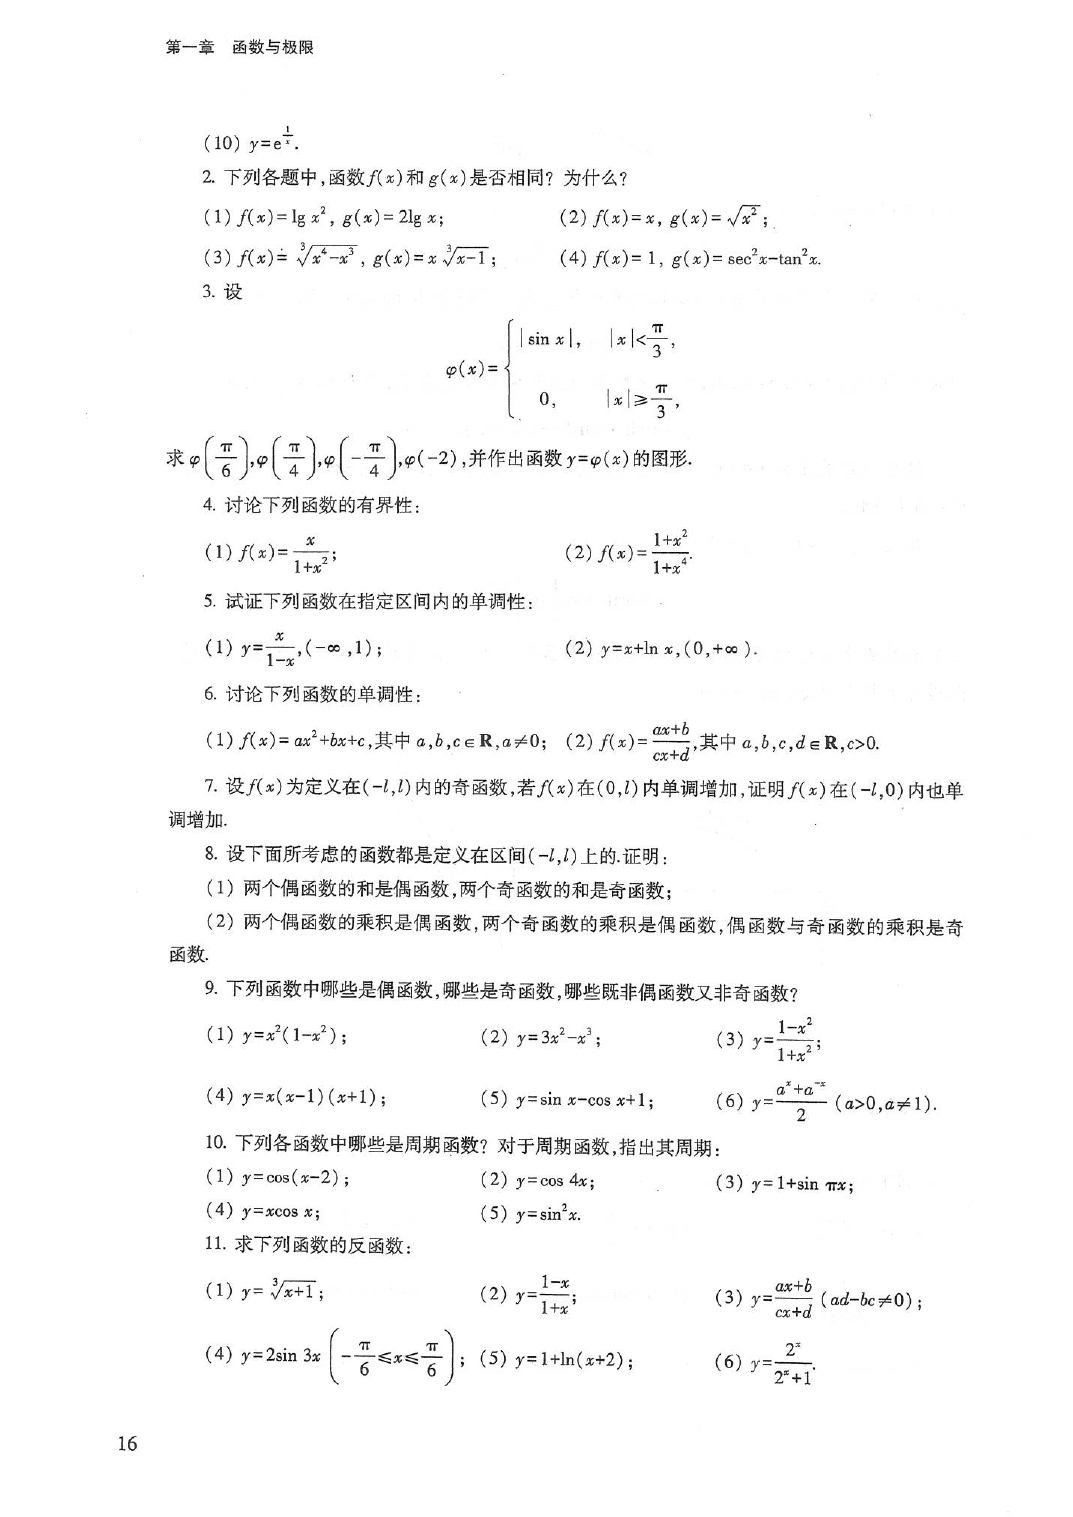 第一章 函数与极限
(10) y=e^{\frac{1}{x}}.
2. 下列各题中,函数f(x)和g(x)是否相同? 为什么?
(1) f(x)=lg x², g(x)=2lg x; (2) f(x)=x, g(x)=√(x²);
(3) f(x)=∛(x⁴-x³), g(x)=x∛(x-1); (4) f(x)=1, g(x)=sec²x-tan²x.
3. 设
φ(x)= { |sin x|, |x|<\frac{π}{3},
0, |x|≥\frac{π}{3},
求φ(\frac{π}{6}),φ(\frac{π}{4}),φ(-\frac{π}{4}),φ(-2),并作出函数y=φ(x)的图形.
4. 讨论下列函数的有界性:
(1) f(x)=\frac{x}{1+x²}; (2) f(x)=\frac{1+x²}{1+x⁴}.
5. 试证下列函数在指定区间内的单调性:
(1) y=\frac{x}{1-x},(-∞,1); (2) y=x+ln x,(0,+∞).
6. 讨论下列函数的单调性:
(1) f(x)=ax²+bx+c,其中a,b,c∈R,a≠0; (2) f(x)=\frac{ax+b}{cx+d},其中a,b,c,d∈R,c>0.
7. 设f(x)为定义在(-l,l)内的奇函数,若f(x)在(0,l)内单调增加,证明f(x)在(-l,0)内也单
调增加.
8. 设下面所考虑的函数都是定义在区间(-l,l)上的.证明:
(1) 两个偶函数的和是偶函数,两个奇函数的和是奇函数;
(2) 两个偶函数的乘积是偶函数,两个奇函数的乘积是偶函数,偶函数与奇函数的乘积是奇
函数.
9. 下列函数中哪些是偶函数,哪些是奇函数,哪些既非偶函数又非奇函数?
(1) y=x²(1-x²); (2) y=3x²-x³; (3) y=\frac{1-x²}{1+x²};
(4) y=x(x-1)(x+1); (5) y=sin x-cos x+1; (6) y=\frac{a^x+a^{-x}}{2} (a>0,a≠1).
10. 下列各函数中哪些是周期函数? 对于周期函数,指出其周期:
(1) y=cos(x-2); (2) y=cos 4x; (3) y=1+sin πx;
(4) y=xcos x; (5) y=sin²x.
11. 求下列函数的反函数:
(1) y=∛(x+1); (2) y=\frac{1-x}{1+x}; (3) y=\frac{ax+b}{cx+d} (ad-bc≠0);
(4) y=2sin 3x (-\frac{π}{6}≤x≤\frac{π}{6}); (5) y=1+ln(x+2); (6) y=\frac{2^x}{2^x+1}.
16